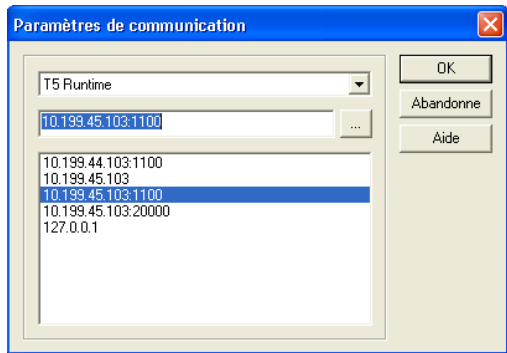 Paramètres de communication
T5 Runtime
OK
10.199.45.103:1100
...
Abandonne
Aide
10.199.44.103:1100
10.199.45.103
10.199.45.103:1100
10.199.45.103:20000
127.0.0.1